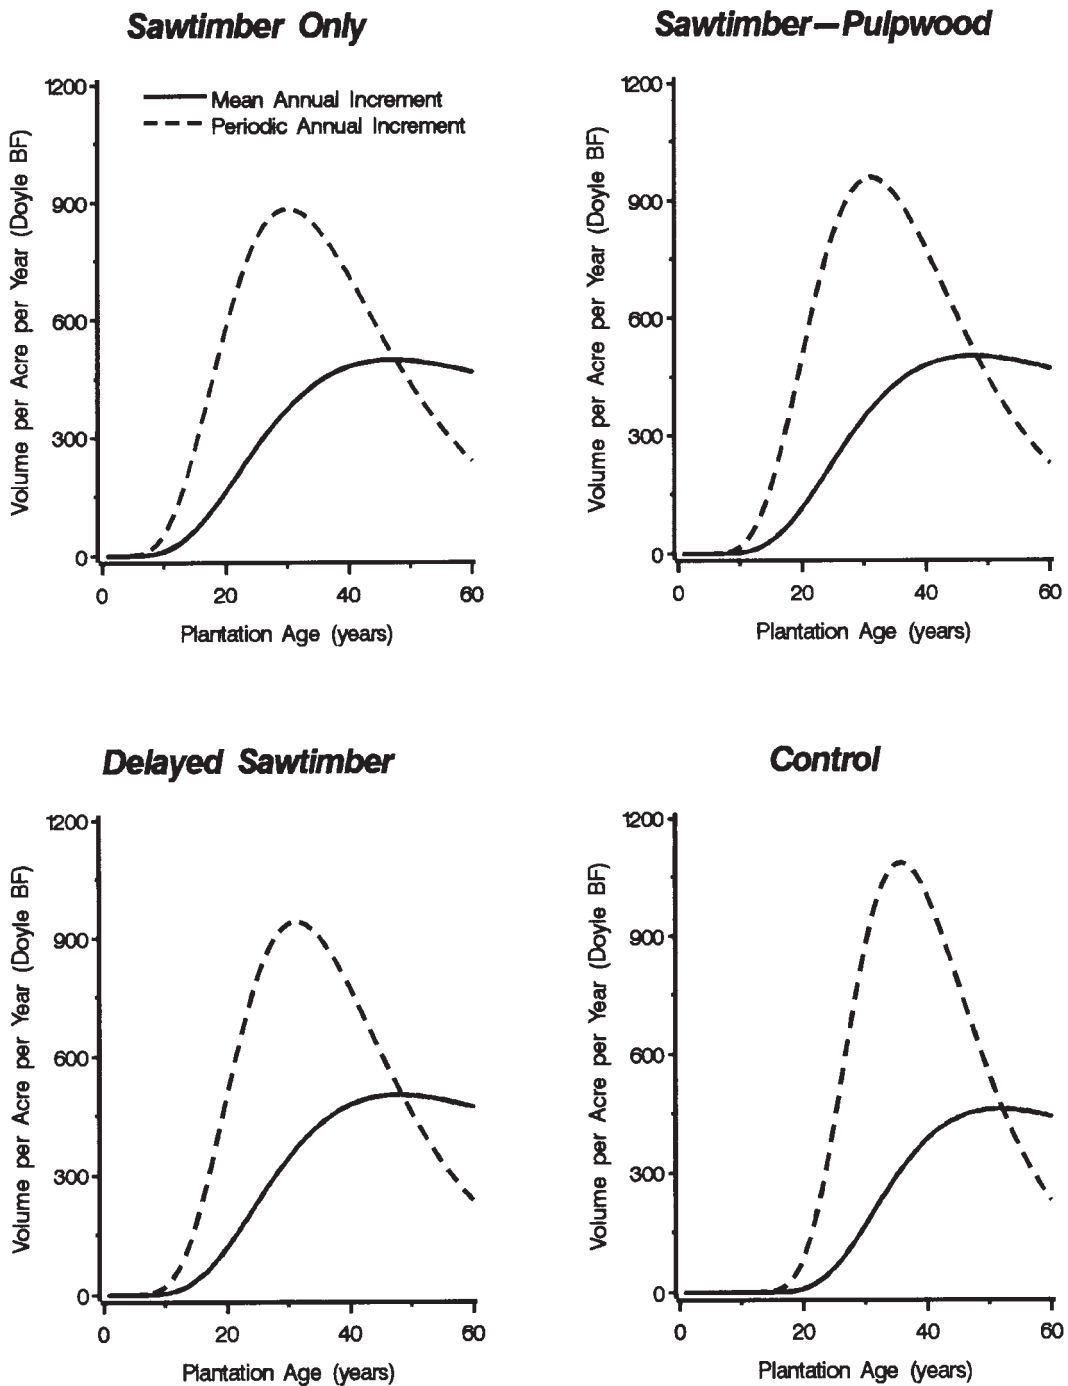 Sawtimber Only
1200
900
600
300
0
Volume per Acre per Year (Doyle BF)
Mean Annual Increment
Periodic Annual Increment
0 20 40 60
Plantation Age (years)
Sawtimber—Pulpwood
1200
900
600
300
0
Volume per Acre per Year (Doyle BF)
0 20 40 60
Plantation Age (years)
Delayed Sawtimber
1200
900
600
300
0
Volume per Acre per Year (Doyle BF)
0 20 40 60
Plantation Age (years)
Control
1200
900
600
300
0
Volume per Acre per Year (Doyle BF)
0 20 40 60
Plantation Age (years)